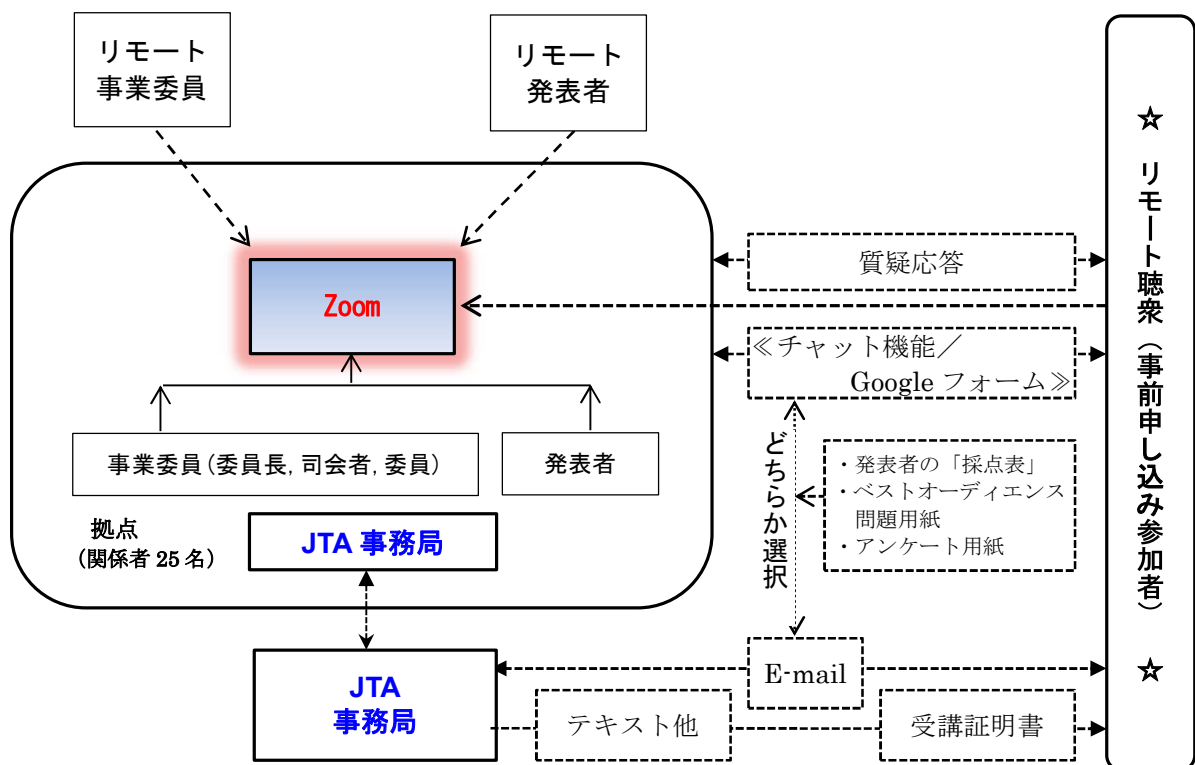 リモート
事業委員
リモート
発表者
Zoom
事業委員(委員長, 司会者, 委員)
発表者
拠点
(関係者 25 名)
JTA 事務局
JTA
事務局
質疑応答
≪チャット機能／
Google フォーム≫
どちらか選択
・発表者の「採点表」
・ベストオーディエンス
問題用紙
・アンケート用紙
E-mail
テキスト他
受講証明書
☆ リモート聴衆(事前申し込み参加者) ☆